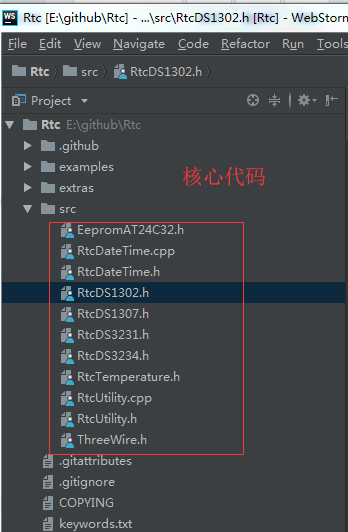 WS Rtc [E:\github\Rtc] - ...\src\RtcDS1302.h [Rtc] - WebStorm
File Edit View Navigate Code Refactor Run Tools
Rtc src RtcDS1302.h
Project
Rtc E:\github\Rtc
.github
examples
核心代码
extras
src
EepromAT24C32.h
RtcDateTime.cpp
RtcDateTime.h
RtcDS1302.h
RtcDS1307.h
RtcDS3231.h
RtcDS3234.h
RtcTemperature.h
RtcUtility.cpp
RtcUtility.h
ThreeWire.h
.gitattributes
.gitignore
COPYING
keywords.txt